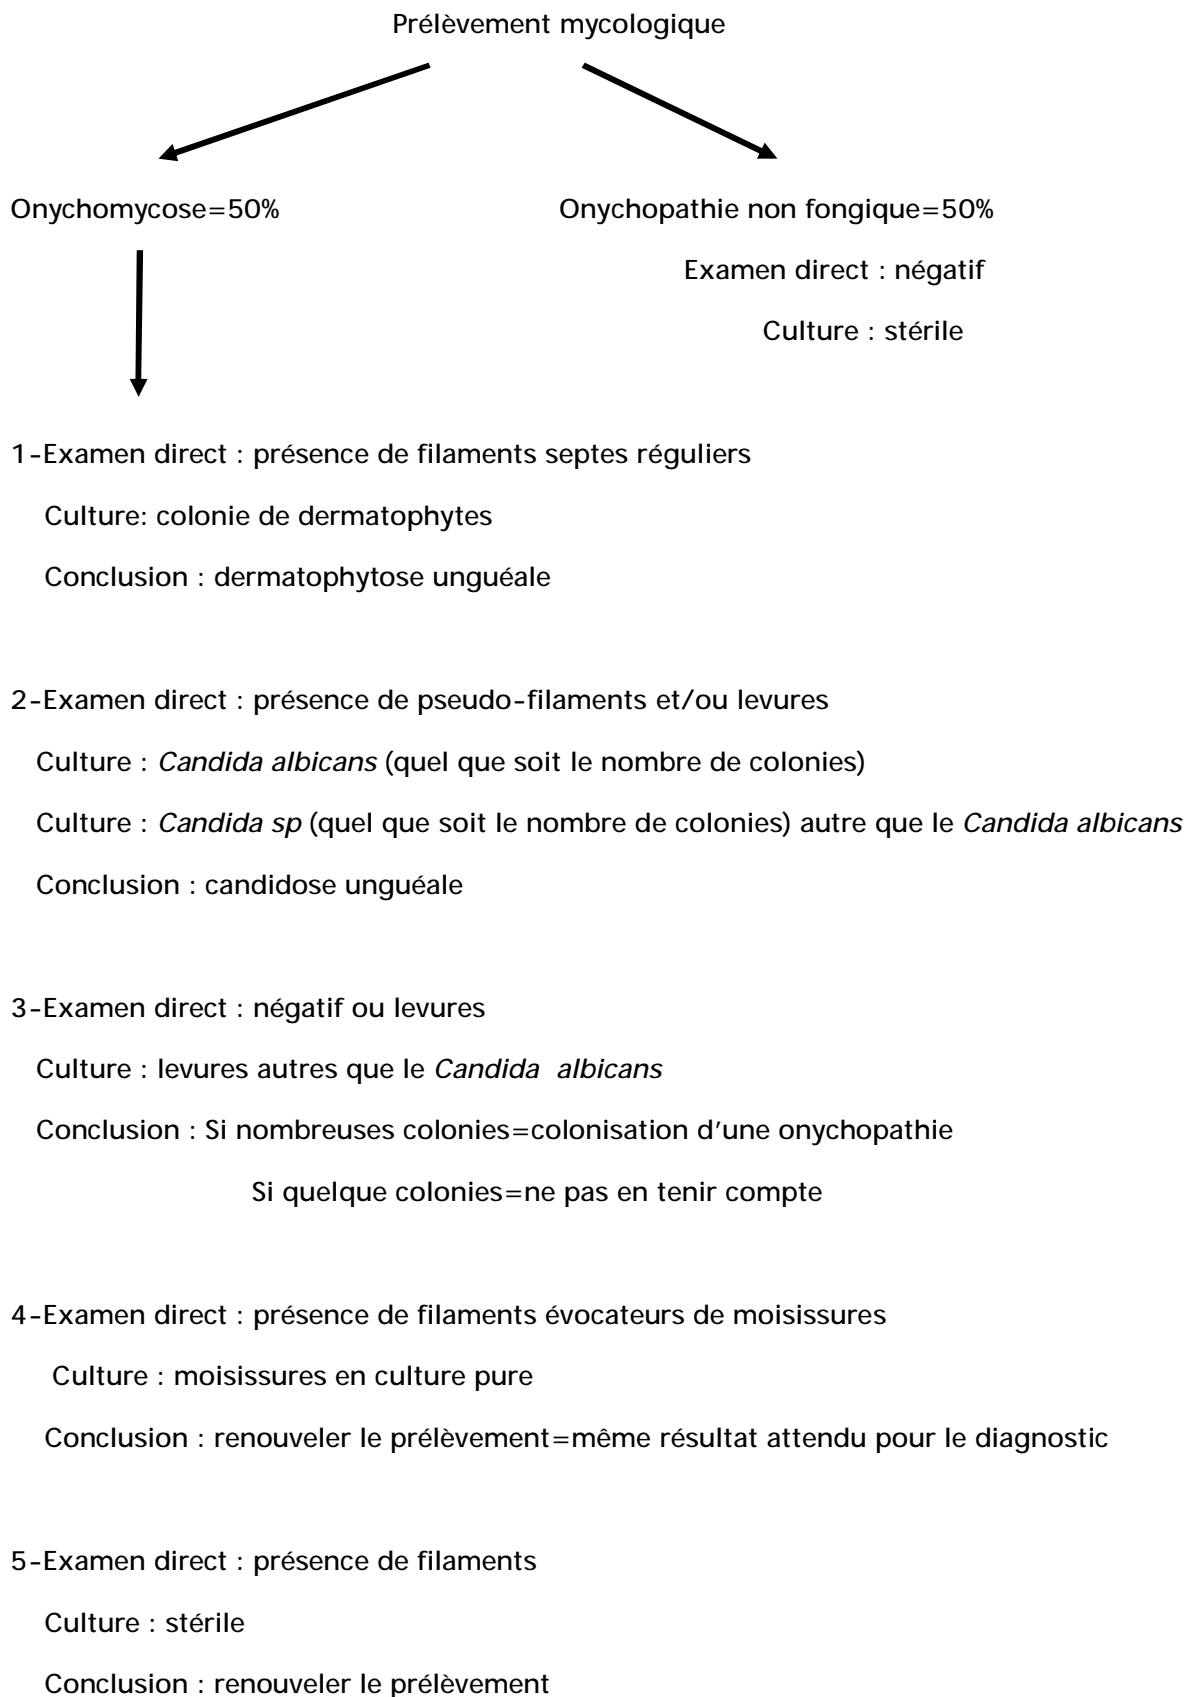 Prélèvement mycologique
Onychomycose=50%
Onychopathie non fongique=50%
Examen direct : négatif
Culture : stérile
1-Examen direct : présence de filaments septes réguliers
Culture: colonie de dermatophytes
Conclusion : dermatophytose unguéale
2-Examen direct : présence de pseudo-filaments et/ou levures
Culture : Candida albicans (quel que soit le nombre de colonies)
Culture : Candida sp (quel que soit le nombre de colonies) autre que le Candida albicans
Conclusion : candidose unguéale
3-Examen direct : négatif ou levures
Culture : levures autres que le Candida albicans
Conclusion : Si nombreuses colonies=colonisation d’une onychopathie
Si quelque colonies=ne pas en tenir compte
4-Examen direct : présence de filaments évocateurs de moisissures
Culture : moisissures en culture pure
Conclusion : renouveler le prélèvement=même résultat attendu pour le diagnostic
5-Examen direct : présence de filaments
Culture : stérile
Conclusion : renouveler le prélèvement